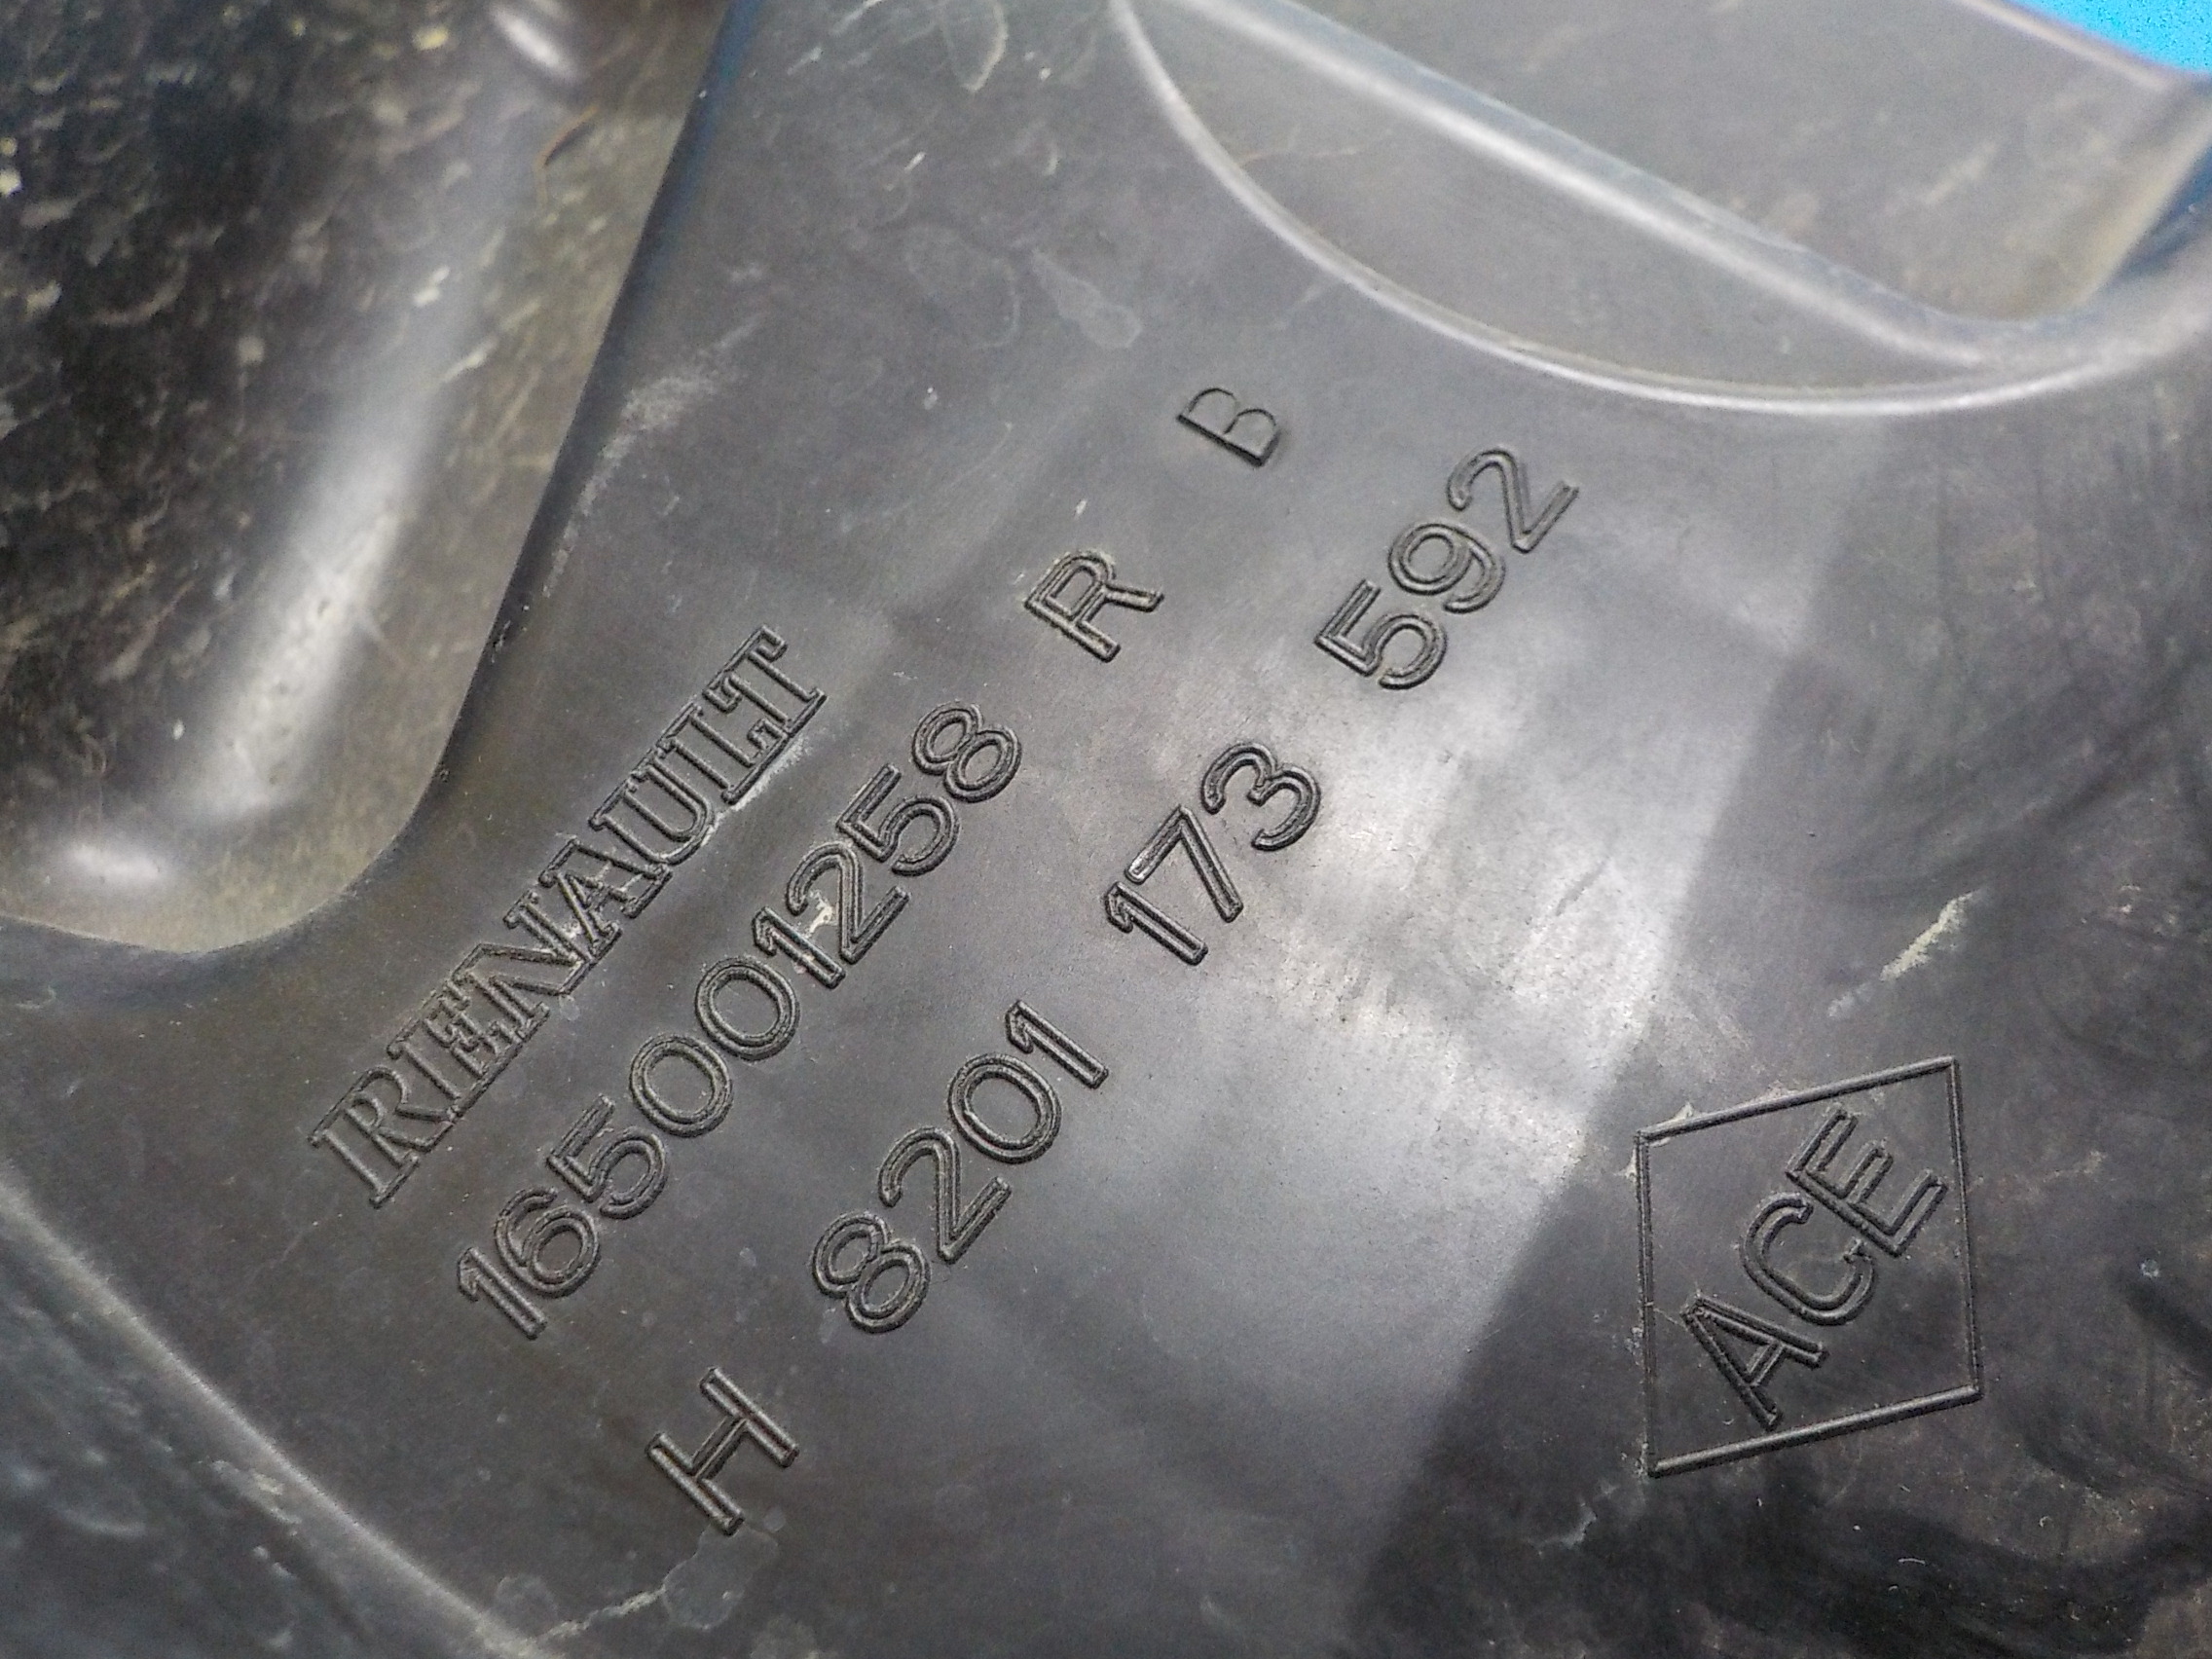 RENAULT
165001258 R B
H 8201 173 592
ACE